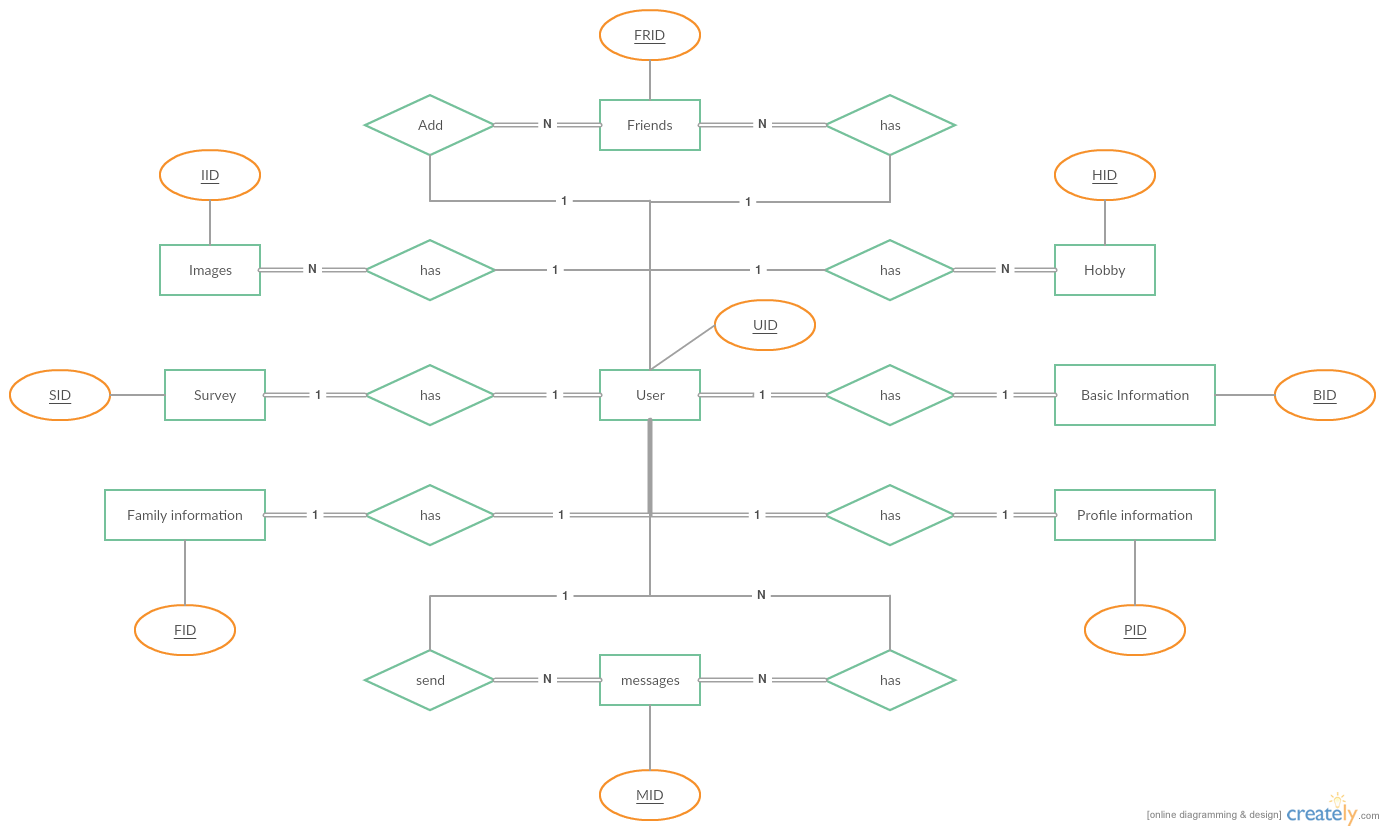 FRID
Add
N
Friends
N
has
IID
HID
1
1
Images
N
has
1
1
has
N
Hobby
UID
SID
Survey
1
has
1
User
1
has
1
Basic Information
BID
Family information
1
has
1
1
has
1
Profile information
1
N
FID
PID
send
N
messages
N
has
MID
[online diagramming & design] creately.com